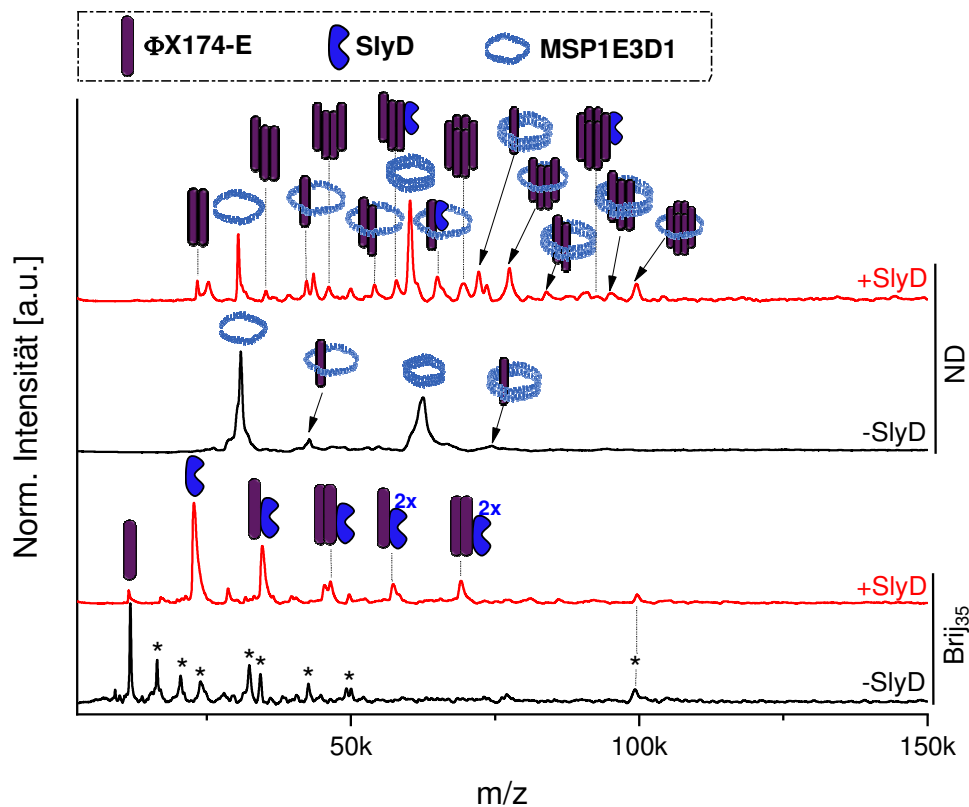 ΦX174-E SlyD MSP1E3D1
Norm. Intensität [a.u.]
+SlyD
ND
-SlyD
2x 2x
+SlyD
Brij35
* * * * * * * * *
-SlyD
50k 100k 150k
m/z